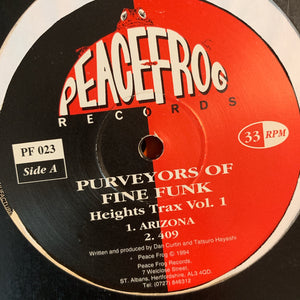 PEACEFROG
RECORDS
PF 023
Side A
33 RPM
PURVEYORS OF
FINE FUNK
Heights Trax Vol. 1
1. ARIZONA
2. 409
Written and produced by Dan Curtin and Tatsuro Hayashi
Peace Frog © 1994
Peace Frog Records.
7 Welclose Street.
ST. Albans, Hertfordshire, AL3 4QD.
Tel. (0727) 846312